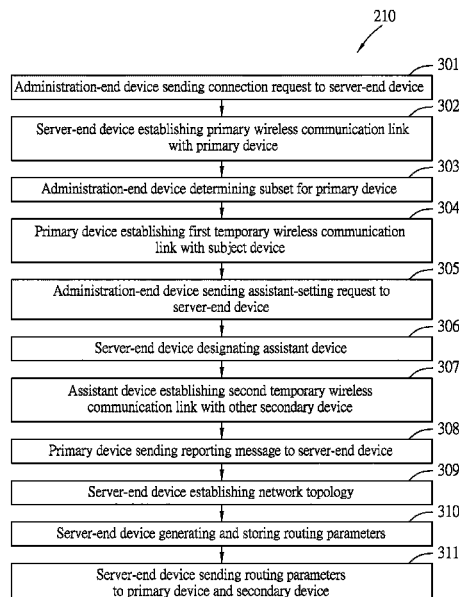 210
301
Administration-end device sending connection request to server-end device
302
Server-end device establishing primary wireless communication link
with primary device
303
Administration-end device determining subset for primary device
304
Primary device establishing first temporary wireless communication
link with subject device
305
Administration-end device sending assistant-setting request to
server-end device
306
Server-end device designating assistant device
307
Assistant device establishing second temporary wireless
communication link with other secondary device
308
Primary device sending reporting message to server-end device
309
Server-end device establishing network topology
310
Server-end device generating and storing routing parameters
311
Server-end device sending routing parameters
to primary device and secondary device